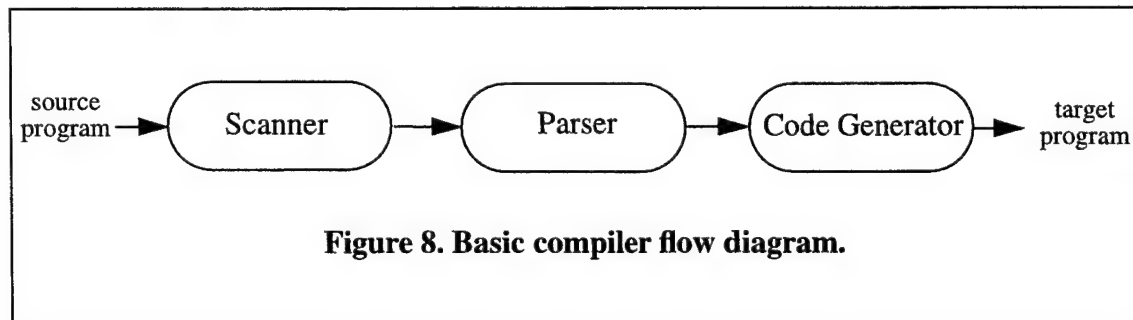 source
program
Scanner
Parser
Code Generator
target
program
Figure 8. Basic compiler flow diagram.